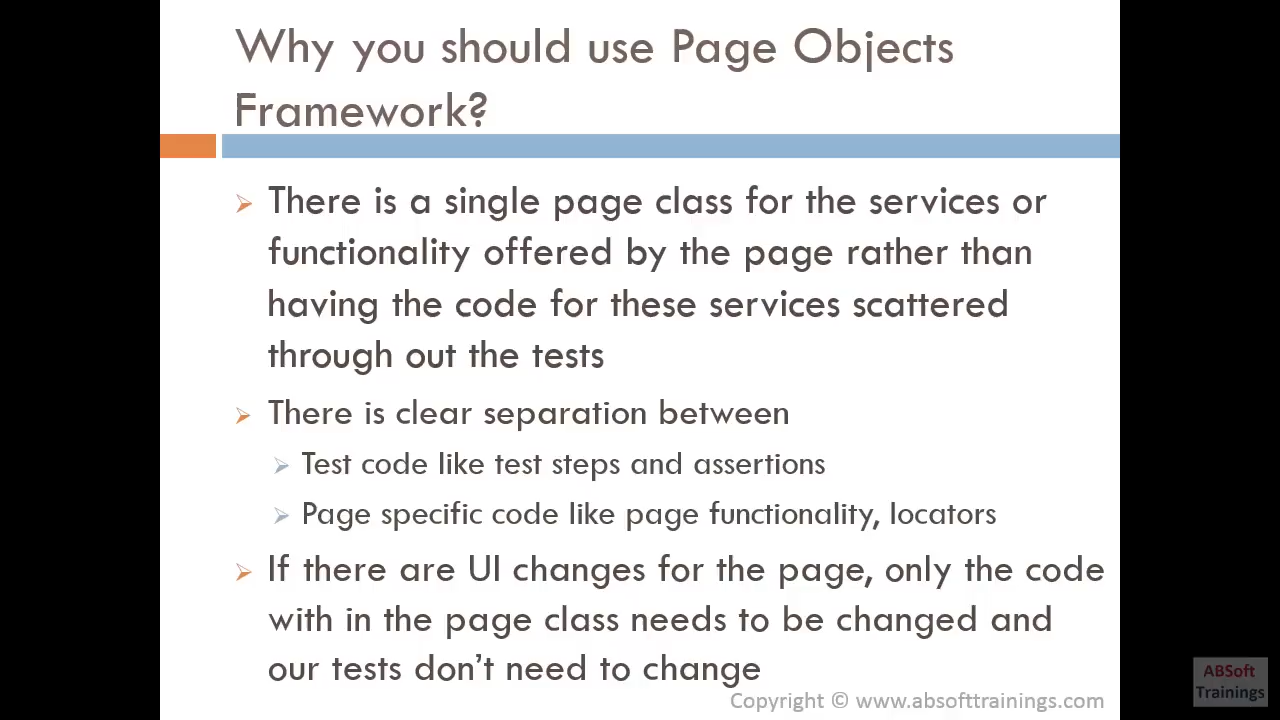 Why you should use Page Objects
Framework?
There is a single page class for the services or
functionality offered by the page rather than
having the code for these services scattered
through out the tests
There is clear separation between
Test code like test steps and assertions
Page specific code like page functionality, locators
If there are UI changes for the page, only the code
with in the page class needs to be changed and
our tests don't need to change
Copyright © www.absofttrainings.com
ABSoft
Trainings